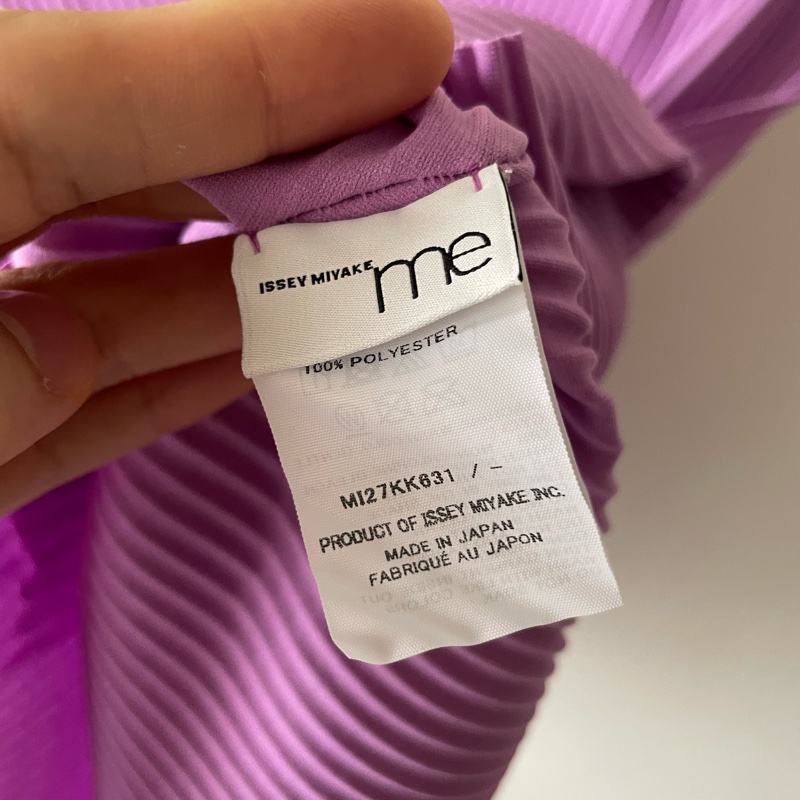 ISSEY MIYAKE me
100% POLYESTER
MI27KK631 / –
PRODUCT OF ISSEY MIYAKE INC.
MADE IN JAPAN
FABRIQUÉ AU JAPON